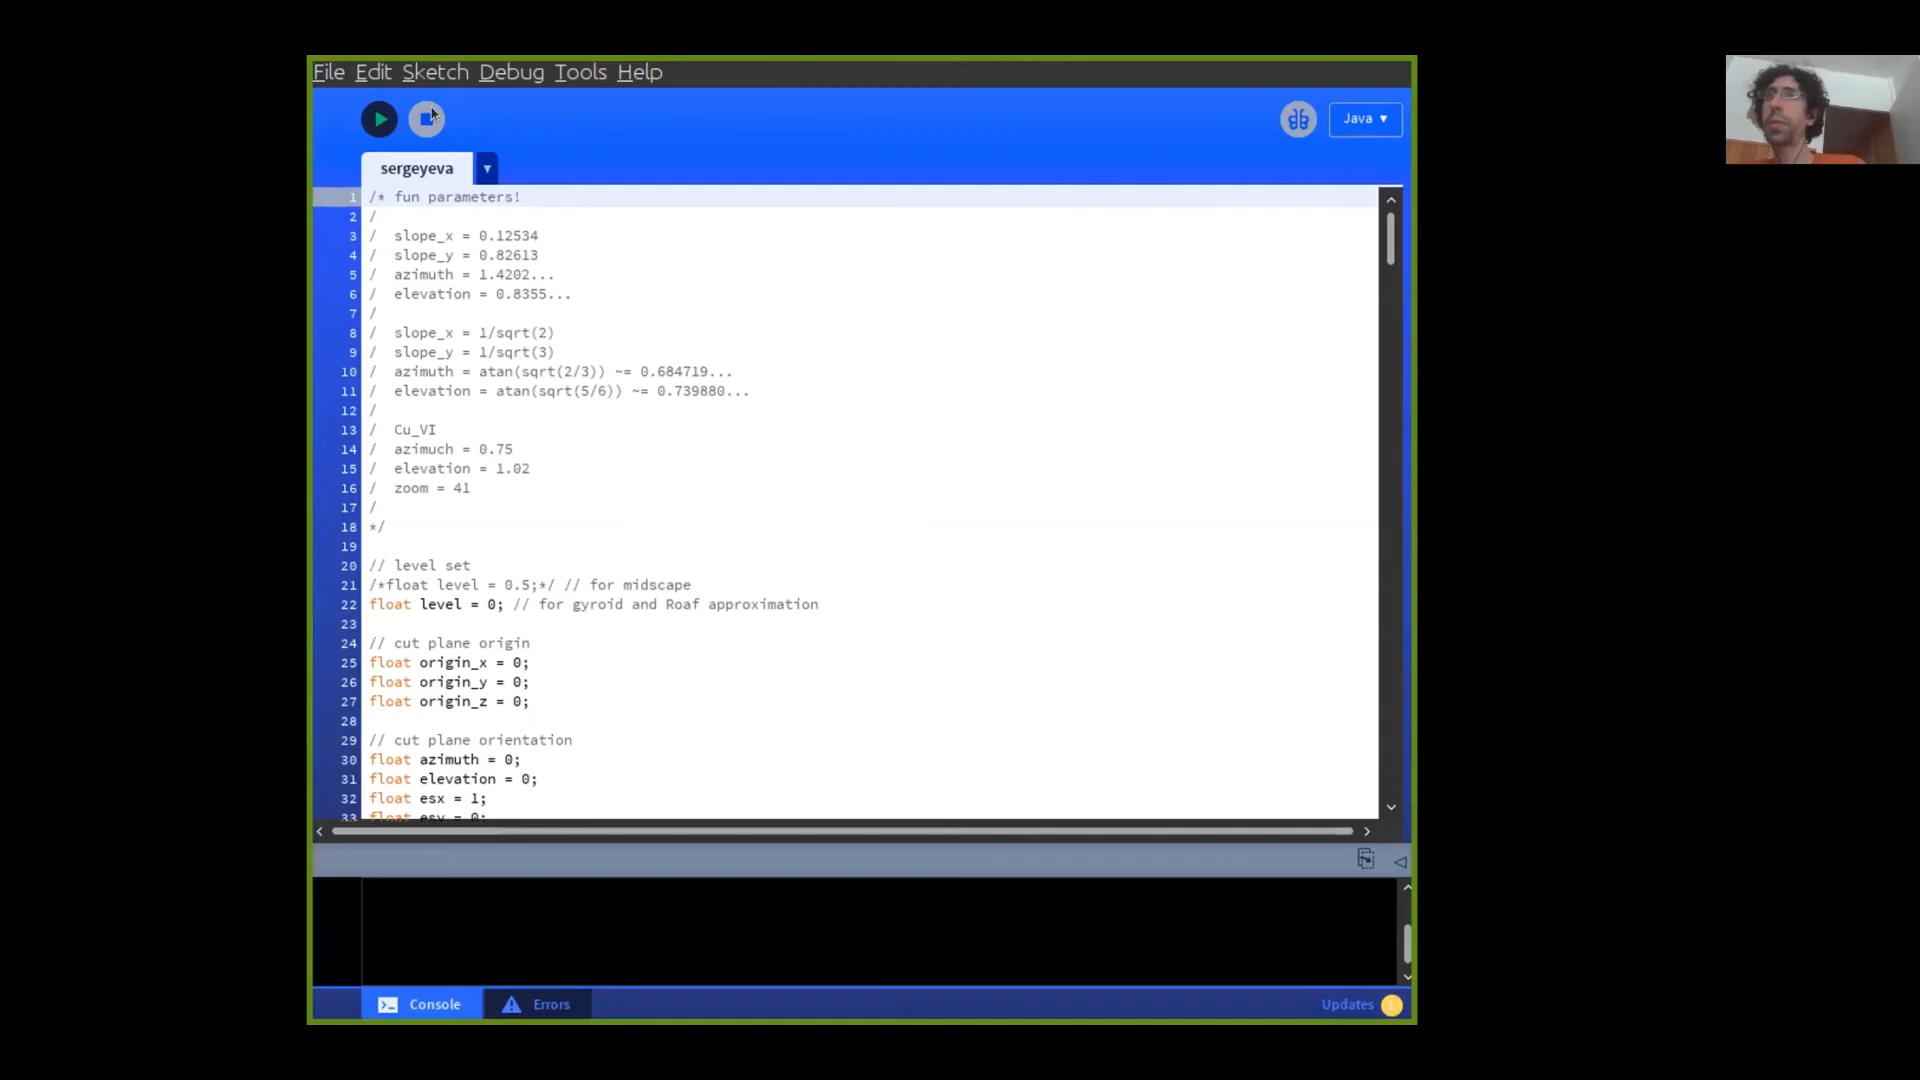 File Edit Sketch Debug Tools Help
Java ▾
sergeyeva
1 /* fun parameters!
2 /
3 /  slope_x = 0.12534
4 /  slope_y = 0.82613
5 /  azimuth = 1.4202...
6 /  elevation = 0.8355...
7 /
8 /  slope_x = 1/sqrt(2)
9 /  slope_y = 1/sqrt(3)
10 /  azimuth = atan(sqrt(2/3)) ~= 0.684719...
11 /  elevation = atan(sqrt(5/6)) ~= 0.739880...
12 /
13 /  Cu_VI
14 /  azimuch = 0.75
15 /  elevation = 1.02
16 /  zoom = 41
17 /
18 */
19
20 // level set
21 /*float level = 0.5;*/ // for midscape
22 float level = 0; // for gyroid and Roaf approximation
23
24 // cut plane origin
25 float origin_x = 0;
26 float origin_y = 0;
27 float origin_z = 0;
28
29 // cut plane orientation
30 float azimuth = 0;
31 float elevation = 0;
32 float esx = 1;
33 float esy = 0;
Console Errors Updates